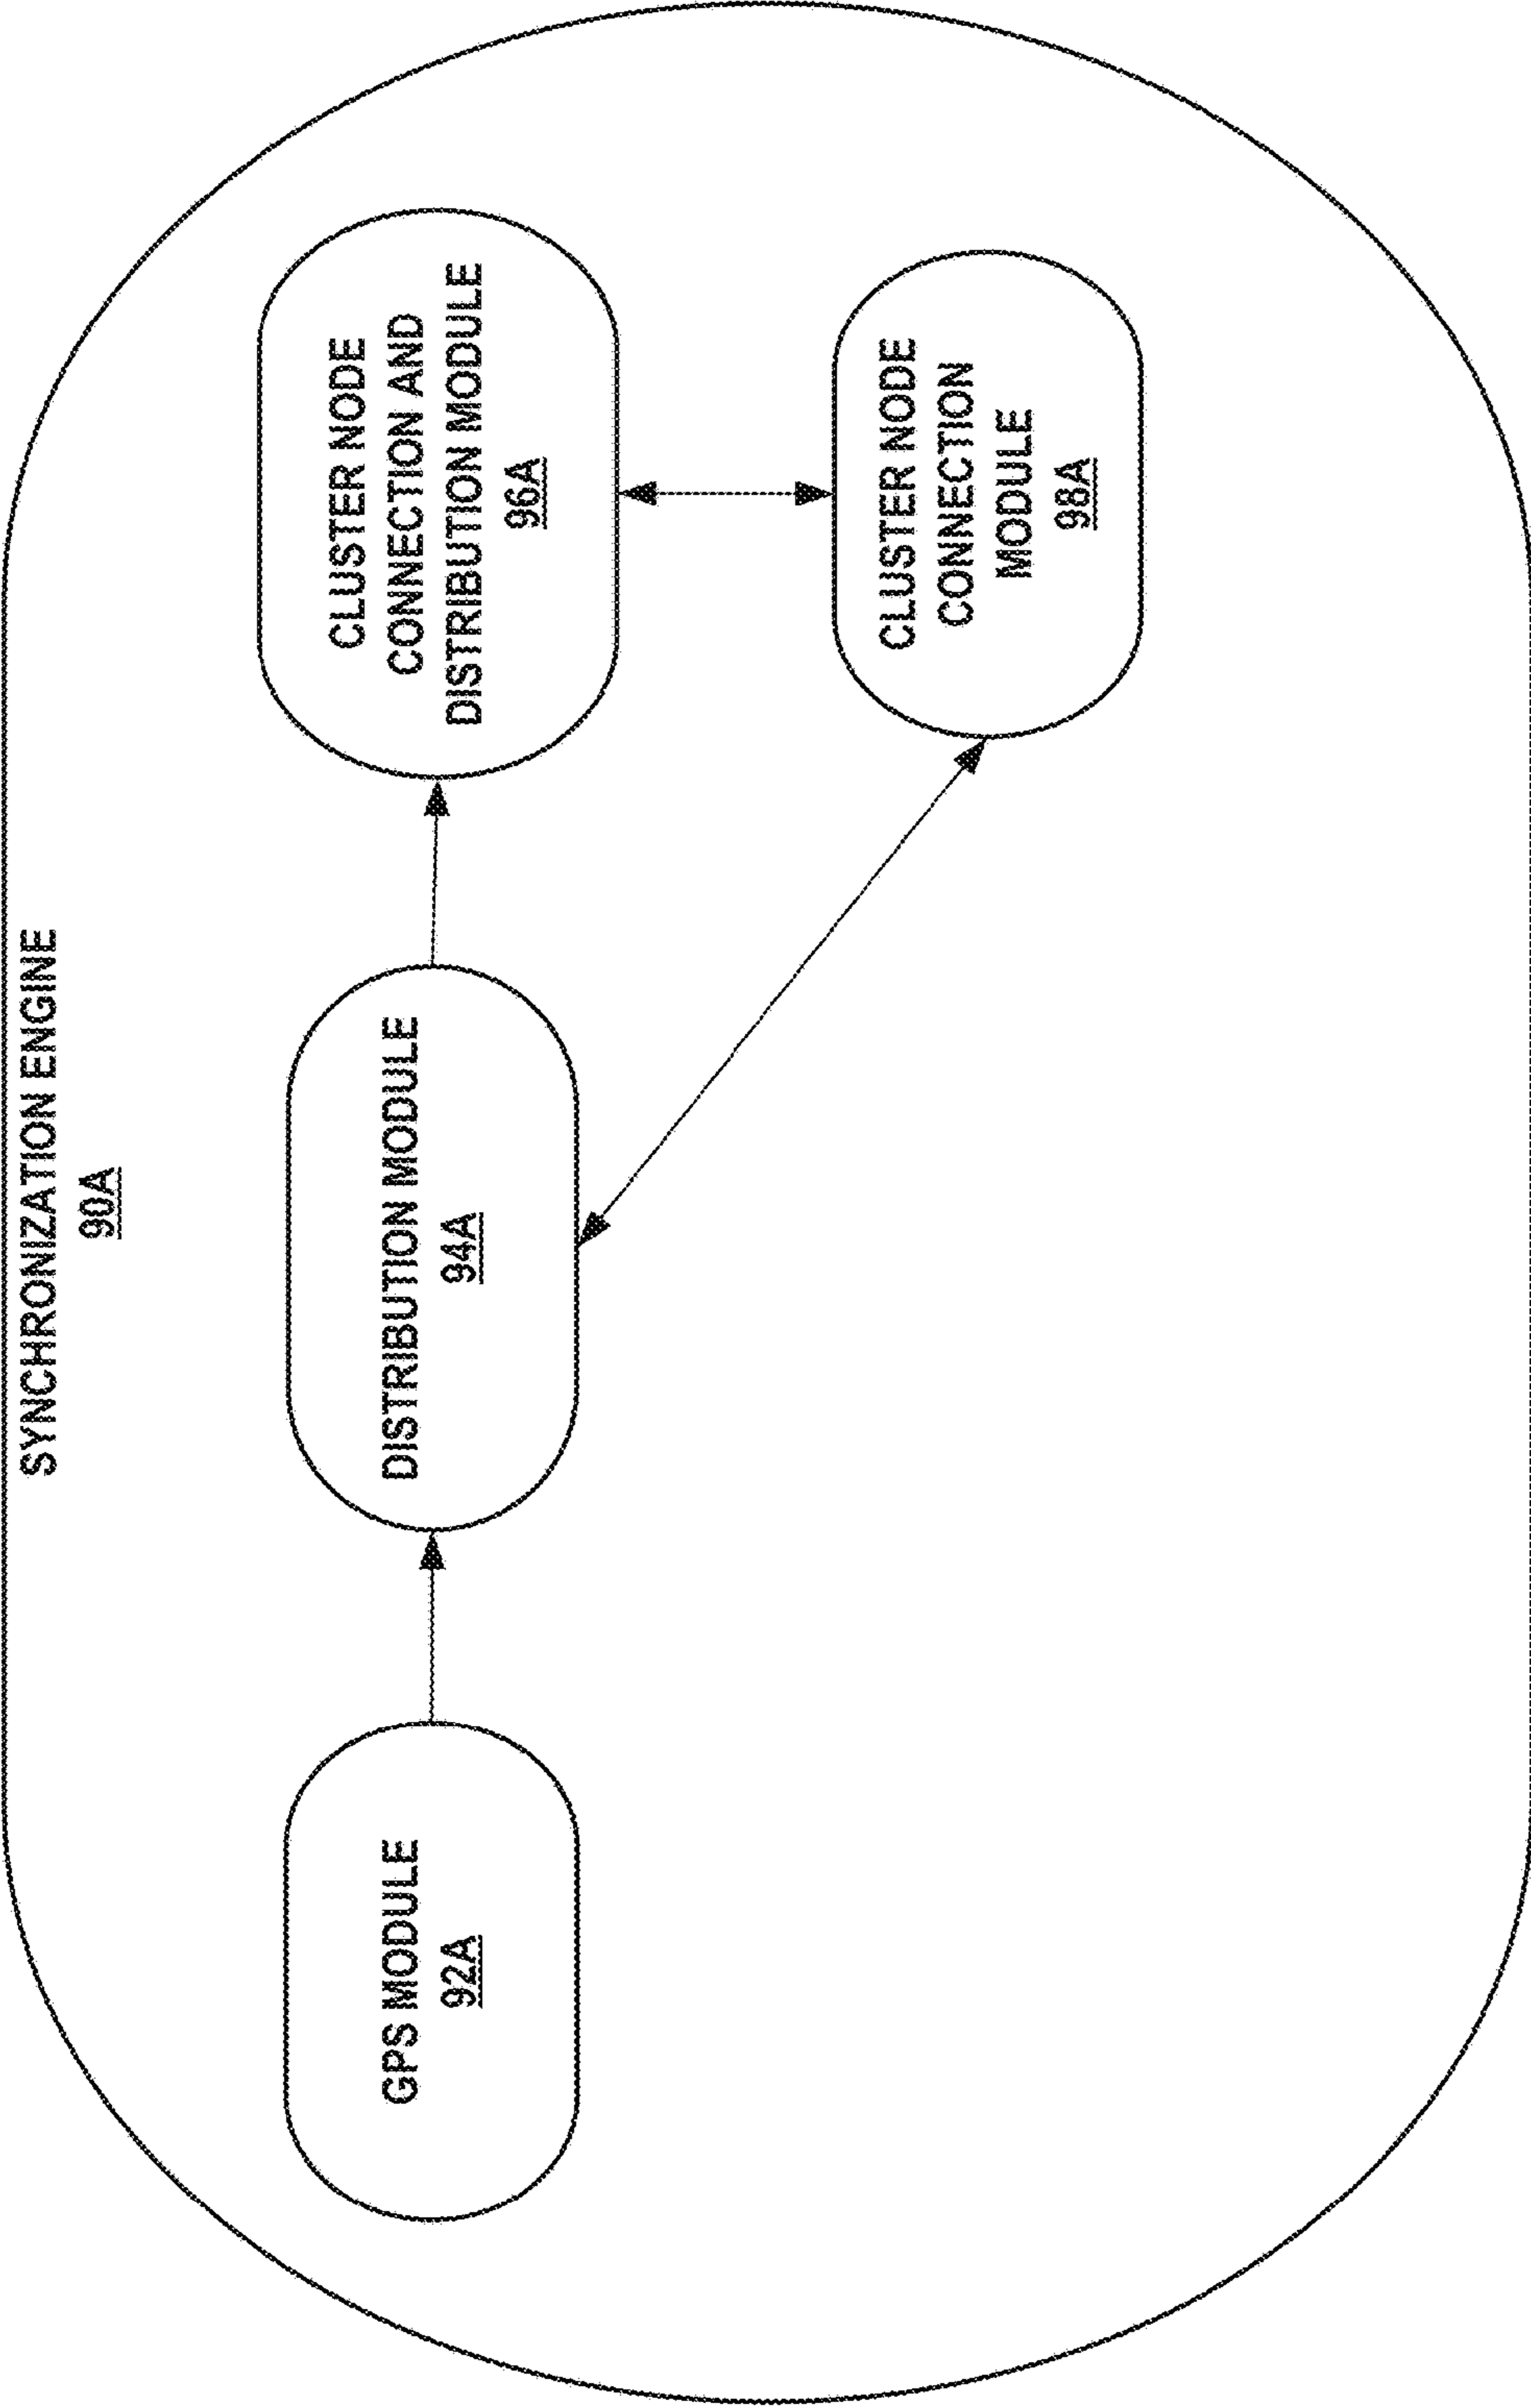 SYNCHRONIZATION ENGINE
90A
GPS MODULE
92A
DISTRIBUTION MODULE
94A
CLUSTER NODE
CONNECTION AND
DISTRIBUTION MODULE
96A
CLUSTER NODE
CONNECTION
MODULE
98A